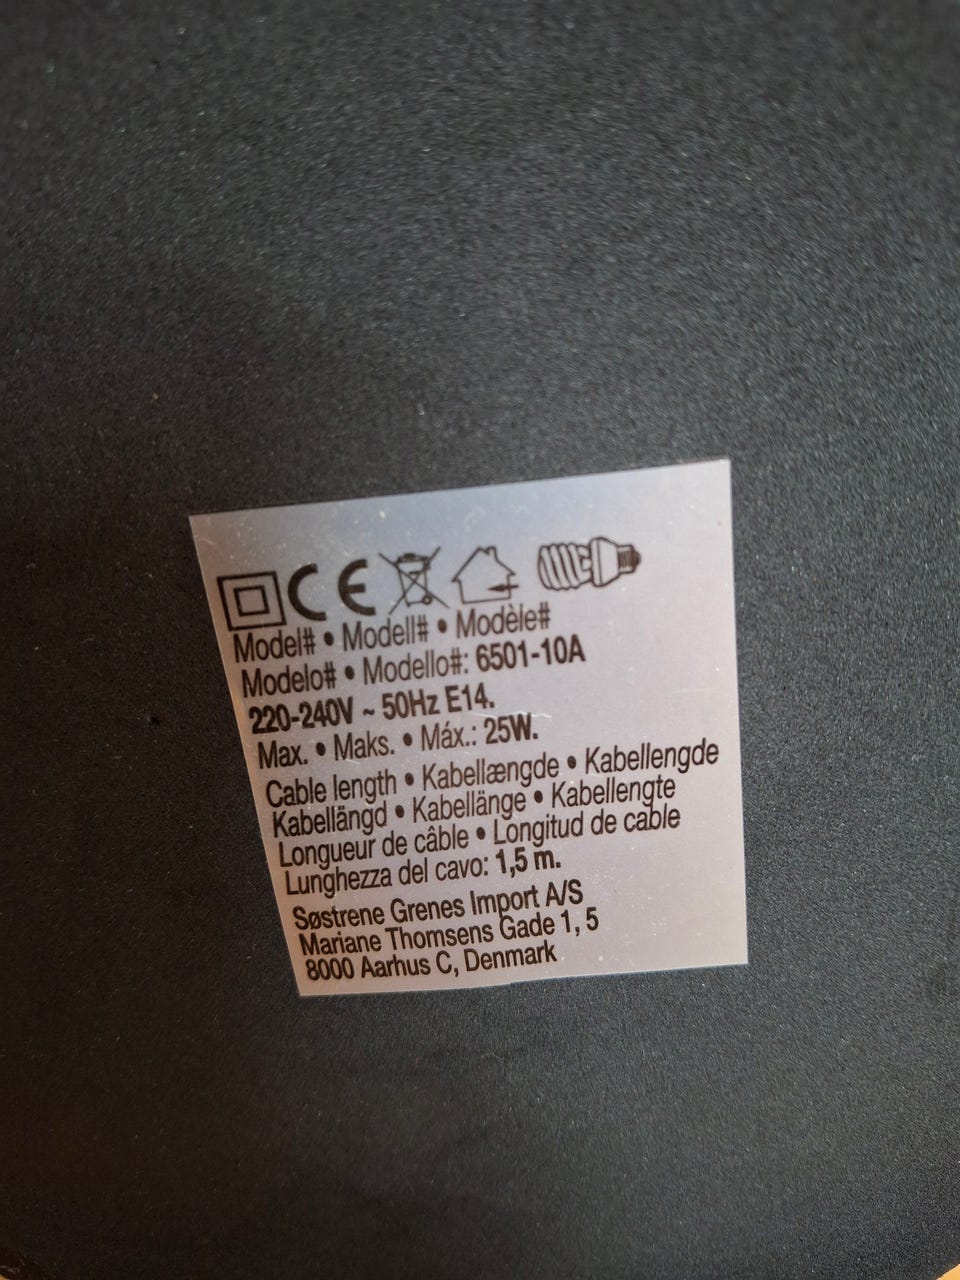 CE
Model# • Modell# • Modèle#
Modelo# • Modello#: 6501-10A
220-240V ~ 50Hz E14.
Max. • Maks. • Máx.: 25W.
Cable length • Kabellængde • Kabellengde
Kabellängd • Kabellänge • Kabellengte
Longueur de câble • Longitud de cable
Lunghezza del cavo: 1,5 m.
Søstrene Grenes Import A/S
Mariane Thomsens Gade 1, 5
8000 Aarhus C, Denmark